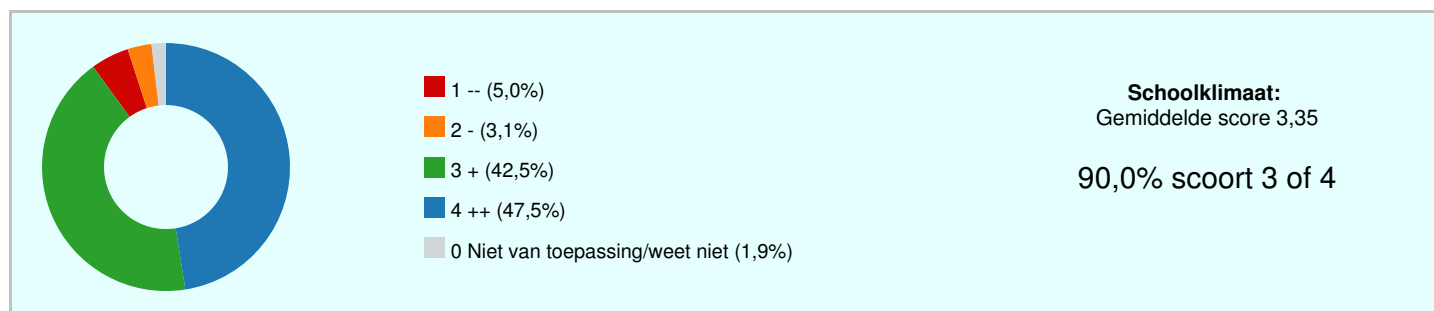 1 -- (5,0%)
2 - (3,1%)
3 + (42,5%)
4 ++ (47,5%)
0 Niet van toepassing/weet niet (1,9%)
Schoolklimaat:
Gemiddelde score 3,35
90,0% scoort 3 of 4